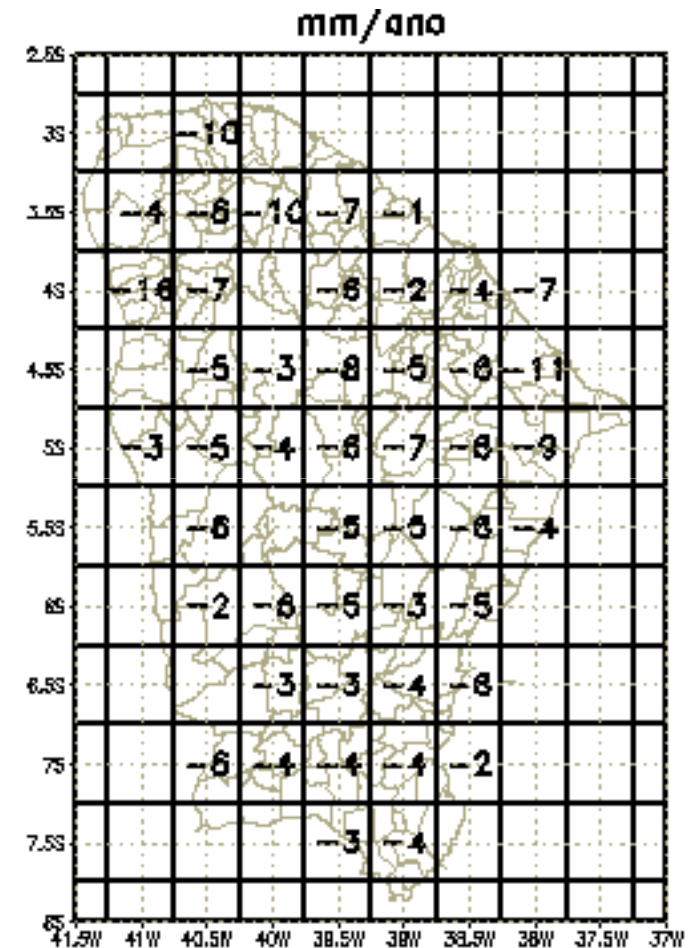 mm/ano
2.5S
3S -10
3.5S -4 -6 -10 -7 -1
4S -16 -7 -6 -2 -4 -7
4.5S -5 -3 -8 -5 -6 -11
5S -3 -5 -4 -6 -7 -8 -9
5.5S -6 -5 -5 -6 -4
6S -2 -6 -5 -3 -5
6.5S -3 -3 -4 -6
7S -6 -4 -4 -4 -2
7.5S -3 -4
8S
41.5W 41W 40.5W 40W 39.5W 39W 38.5W 38W 37.5W 37W